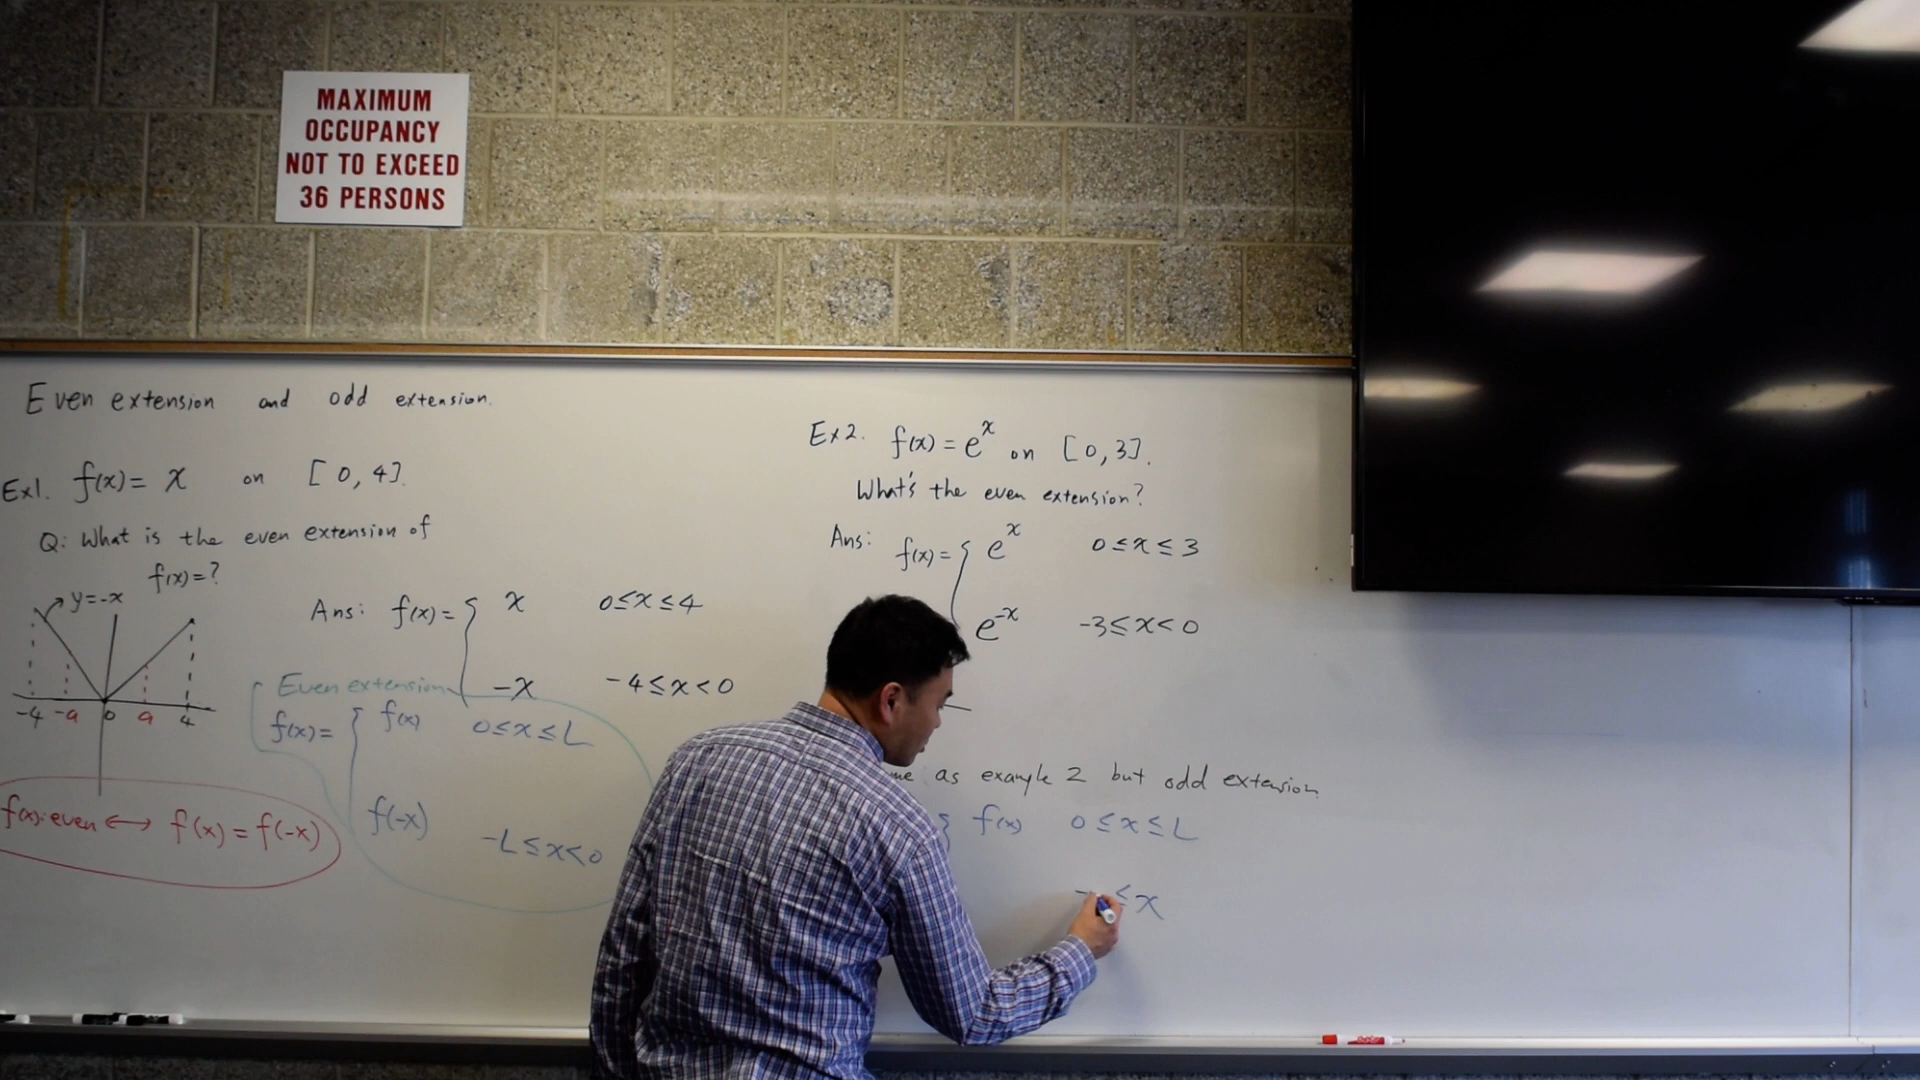 MAXIMUM
OCCUPANCY
NOT TO EXCEED
36 PERSONS
Even extension and odd extension.
Ex1. f(x) = x on [0, 4].
Q: What is the even extension of
f(x) = ?
y=-x
-4 -a 0 a 4
Ans: f(x) = { x 0≤x≤4
-x -4≤x<0
Even extension
f(x) = { f(x) 0≤x≤L
f(-x) -L≤x<0
f(x): even ↔ f(x) = f(-x)
Ex2. f(x) = e^x on [0, 3].
What's the even extension?
Ans: f(x) = { e^x 0≤x≤3
e^-x -3≤x<0
as example 2 but odd extension
{ f(x) 0≤x≤L
≤x